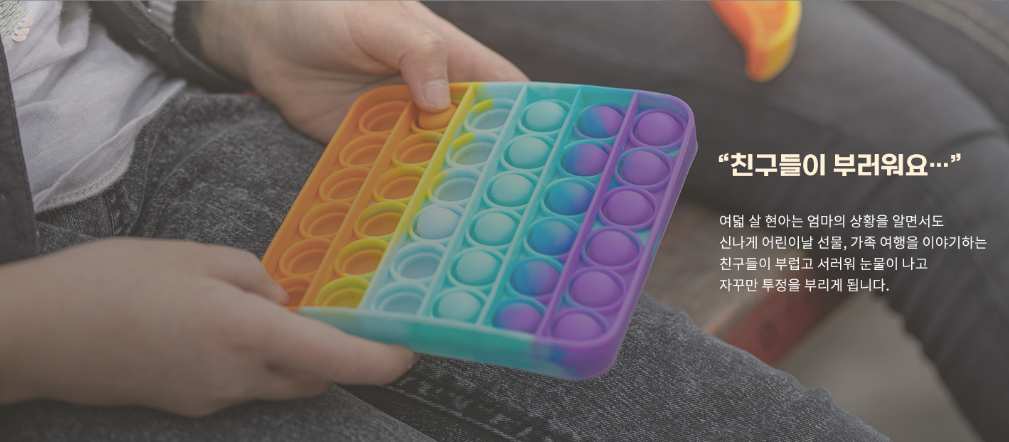 “친구들이 부러워요…”
여덟 살 현아는 엄마의 상황을 알면서도
신나게 어린이날 선물, 가족 여행을 이야기하는
친구들이 부럽고 서러워 눈물이 나고
자꾸만 투정을 부리게 됩니다.